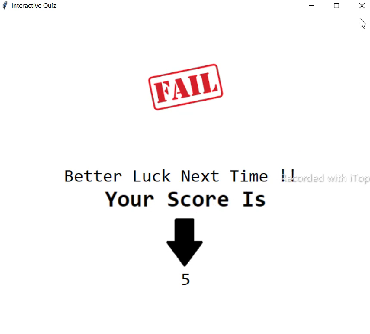 Interactive Quiz
FAIL
Better Luck Next Time !!
Recorded with iTop
Your Score Is
5